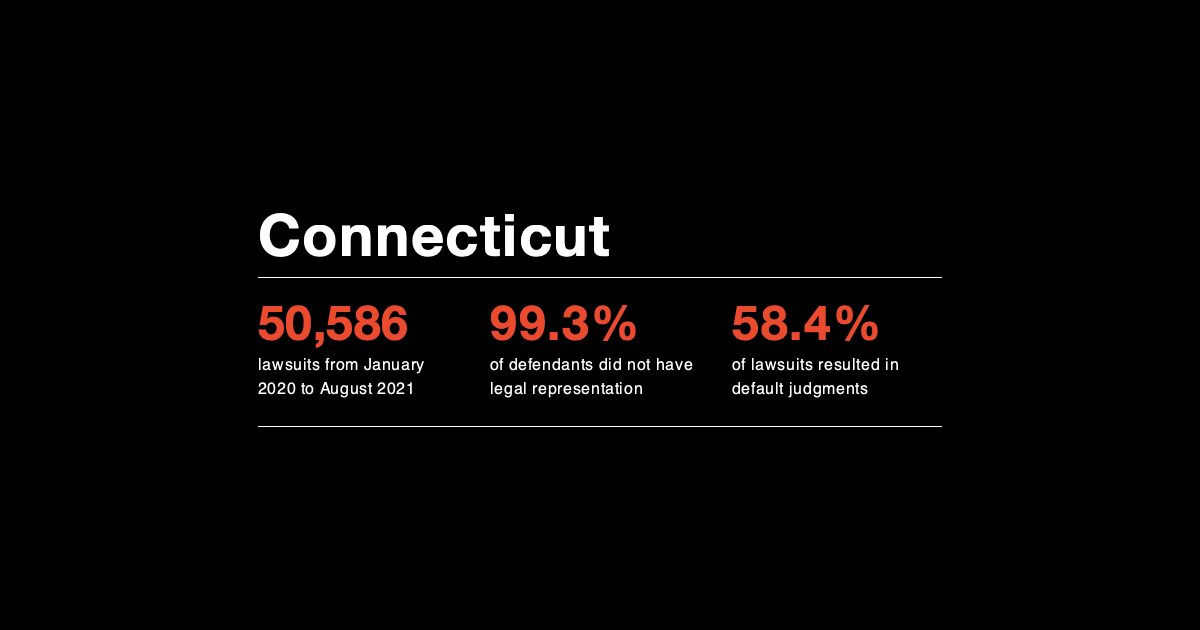 Connecticut
50,586
lawsuits from January
2020 to August 2021
99.3%
of defendants did not have
legal representation
58.4%
of lawsuits resulted in
default judgments